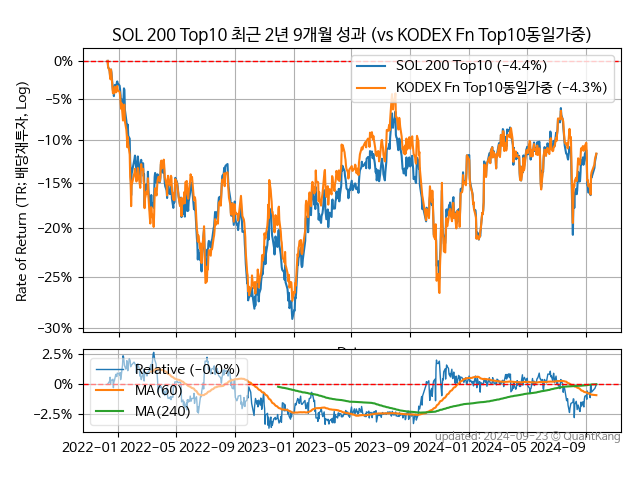 SOL 200 Top10 최근 2년 9개월 성과 (vs KODEX Fn Top10동일가중)
SOL 200 Top10 (−4.4%)
KODEX Fn Top10동일가중 (−4.3%)
Rate of Return (TR: 배당재투자, Log)
0%
−5%
−10%
−15%
−20%
−25%
−30%
Relative (−0.0%)
MA(60)
MA(240)
2.5%
0%
−2.5%
2022−01 2022−05 2022−09 2023−01 2023−05 2023−09 2024−01 2024−05 2024−09
updated: 2024−09−23 © QuantKang